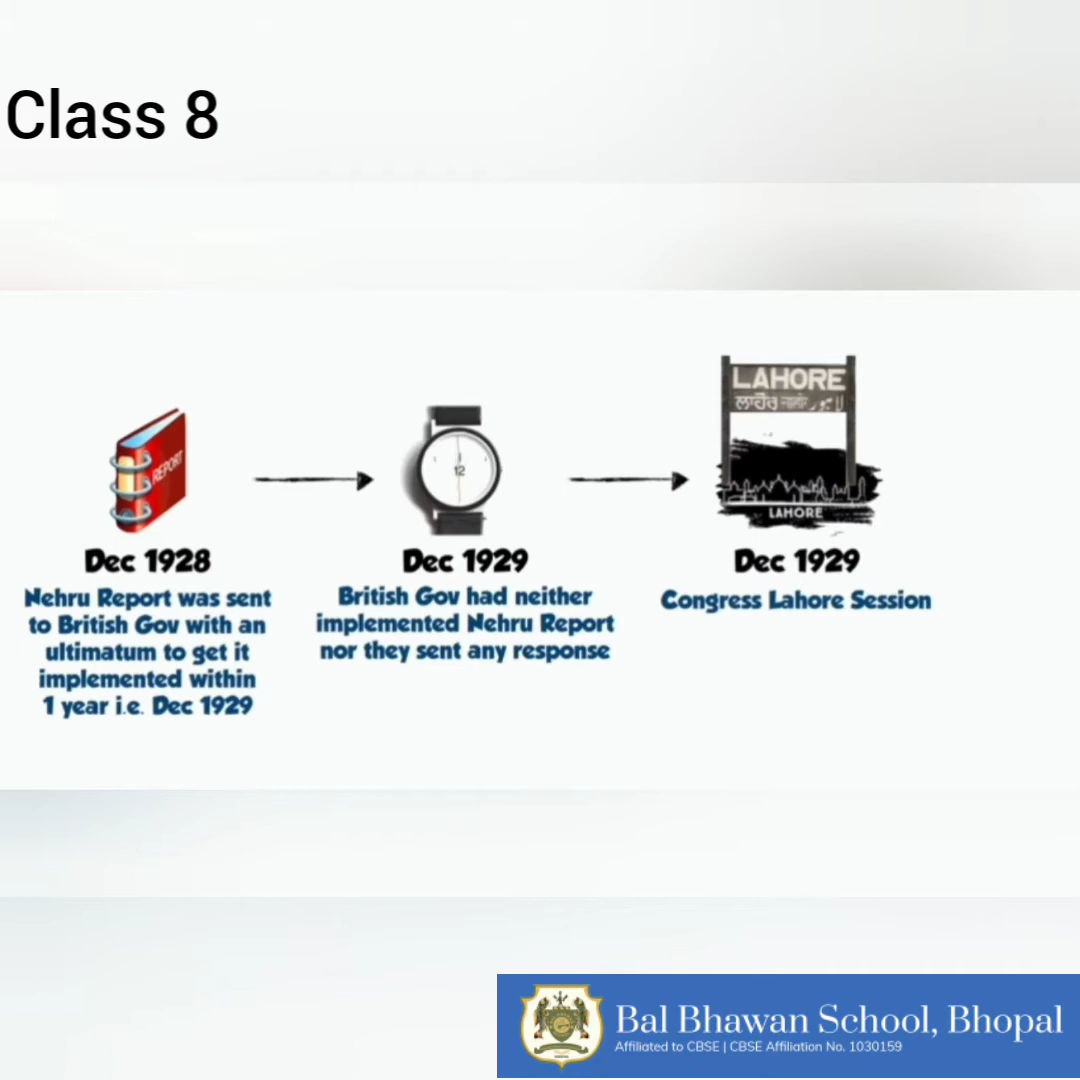 Class 8
REPORT
12
LAHORE
ਲਾਹੌਰ
LAHORE
Dec 1928
Nehru Report was sent
to British Gov with an
ultimatum to get it
implemented within
1 year i.e. Dec 1929
Dec 1929
British Gov had neither
implemented Nehru Report
nor they sent any response
Dec 1929
Congress Lahore Session
Bal Bhawan School, Bhopal
Affiliated to CBSE | CBSE Affiliation No. 1030159